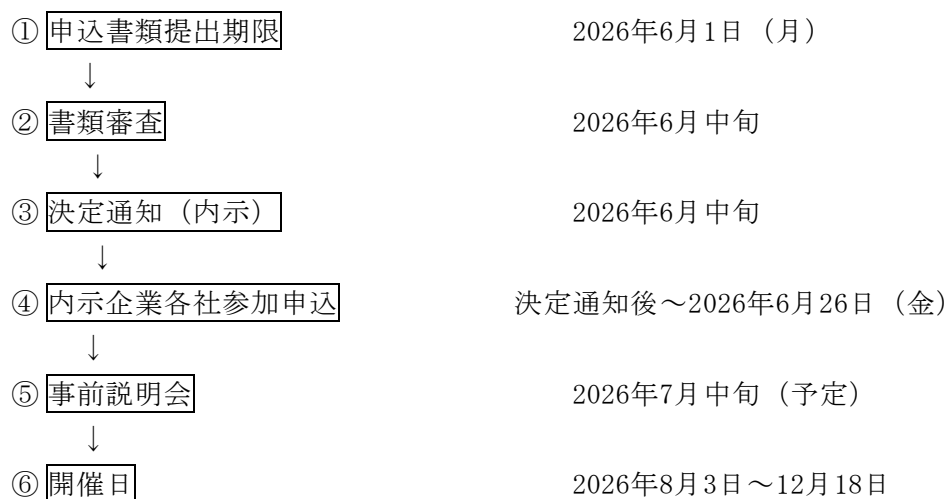 ① 申込書類提出期限 2026年6月1日（月）
↓
② 書類審査 2026年6月中旬
↓
③ 決定通知（内示） 2026年6月中旬
↓
④ 内示企業各社参加申込 決定通知後～2026年6月26日（金）
↓
⑤ 事前説明会 2026年7月中旬（予定）
↓
⑥ 開催日 2026年8月3日～12月18日